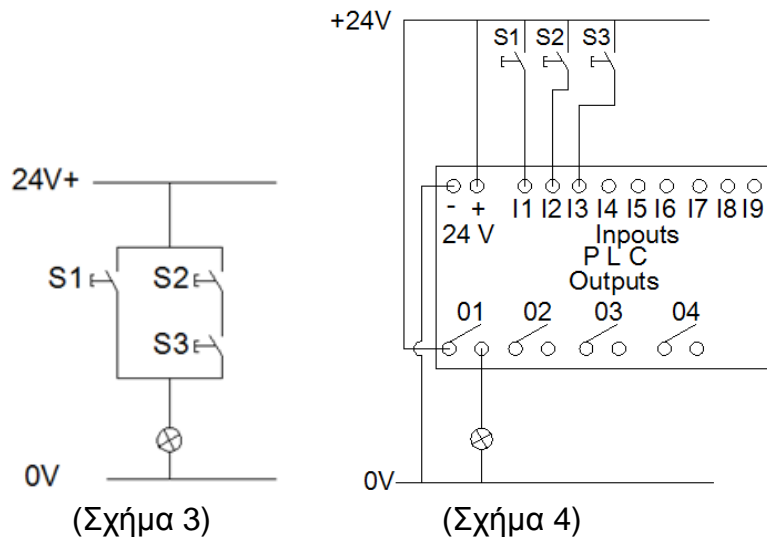 24V+
S1
S2
S3
0V
(Σχήμα 3)
+24V
S1 S2 S3
- + I1 I2 I3 I4 I5 I6 I7 I8 I9
24 V Inpouts
P L C
Outputs
01 02 03 04
0V
(Σχήμα 4)